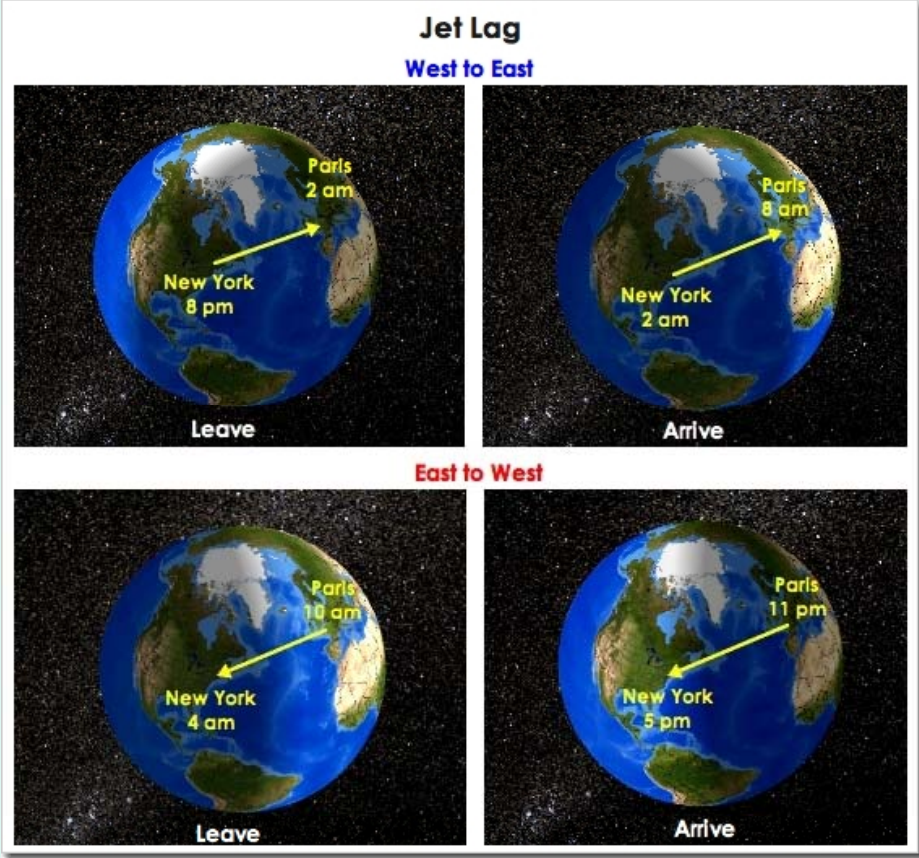 Jet Lag
West to East
Paris
2 am
New York
8 pm
Leave
Paris
8 am
New York
2 am
Arrive
East to West
Paris
10 am
New York
4 am
Leave
Paris
11 pm
New York
5 pm
Arrive